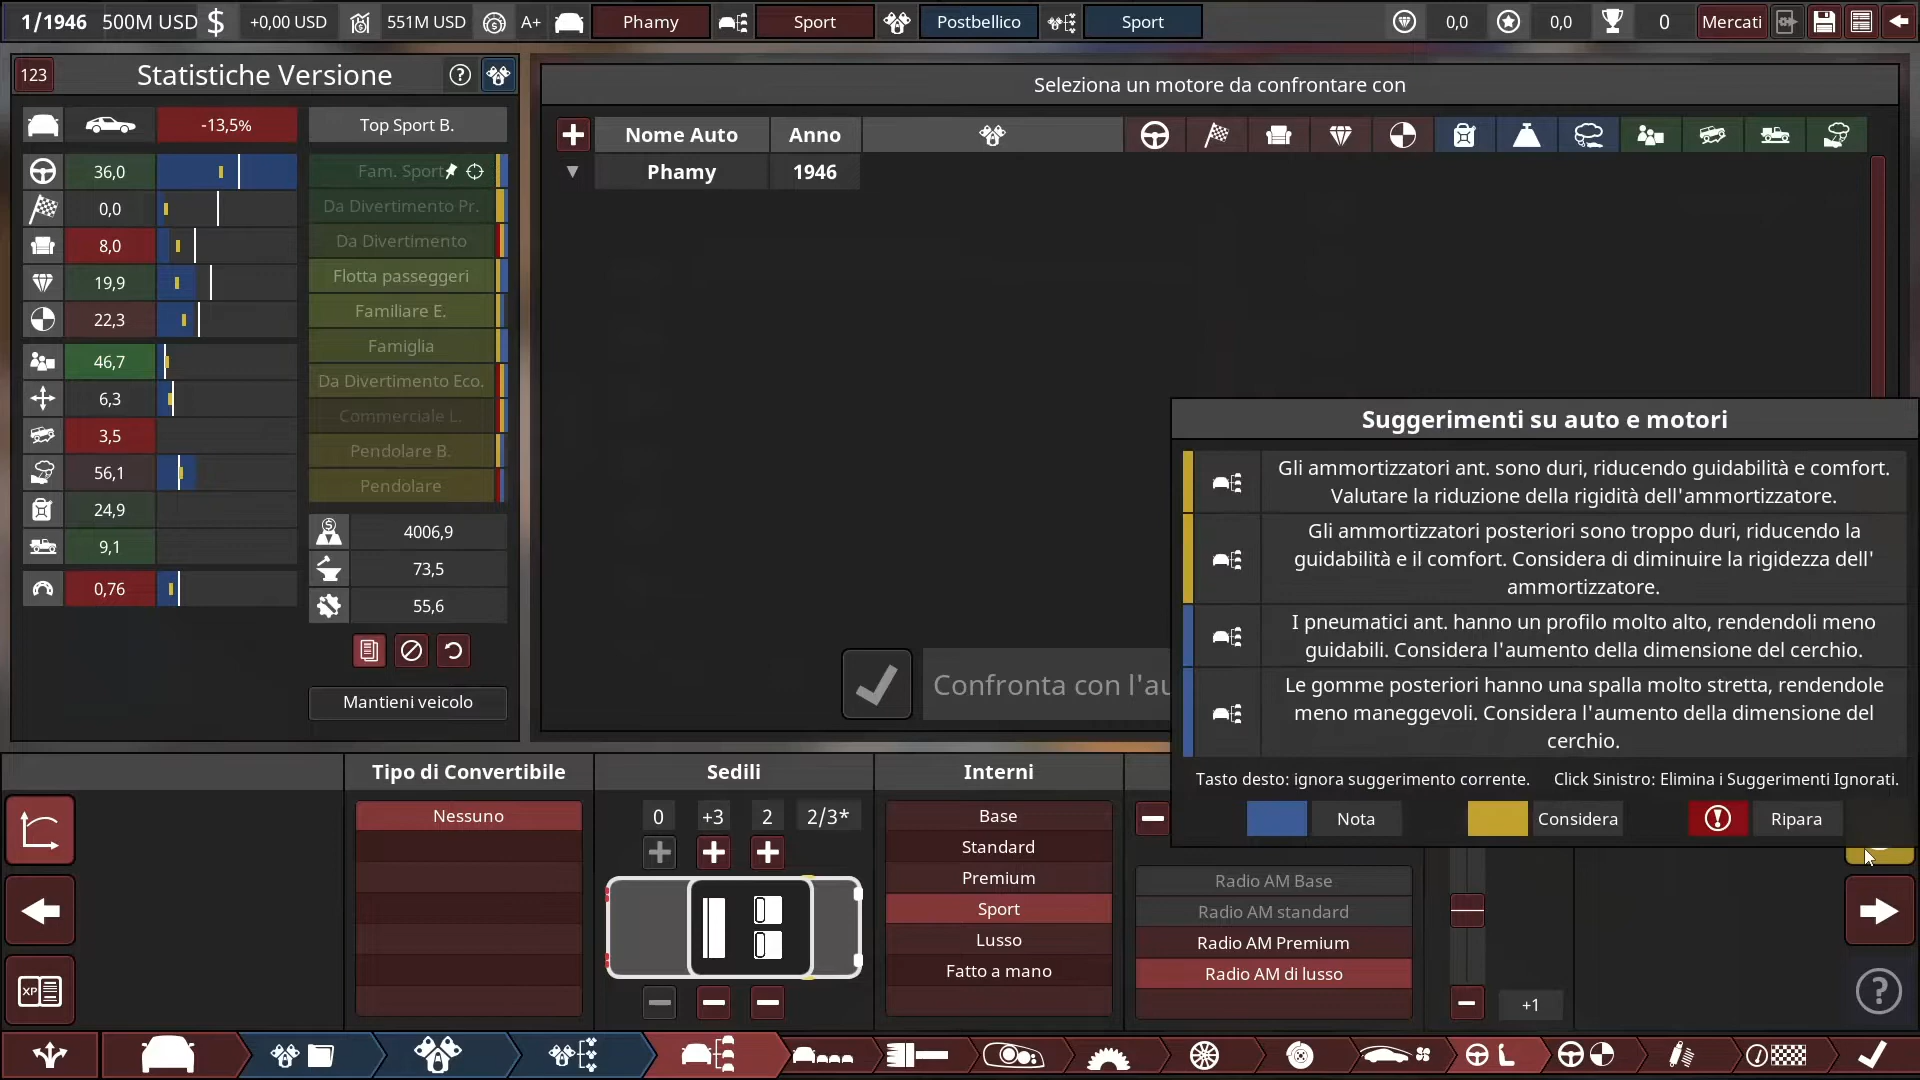 1/1946
500M USD
+0,00 USD
551M USD
A+
Phamy
Sport
Postbellico
Sport
0,0
0,0
0
Mercati
123
Statistiche Versione
-13,5%
Top Sport B.
36,0
0,0
8,0
19,9
22,3
46,7
6,3
3,5
56,1
24,9
9,1
0,76
Fam. Sport
Da Divertimento Pr.
Da Divertimento
Flotta passeggeri
Familiare E.
Famiglia
Da Divertimento Eco.
Commerciale L.
Pendolare B.
Pendolare
4006,9
73,5
55,6
Mantieni veicolo
Seleziona un motore da confrontare con
Nome Auto
Anno
Phamy
1946
Confronta con l'au
Suggerimenti su auto e motori
Gli ammortizzatori ant. sono duri, riducendo guidabilità e comfort.
Valutare la riduzione della rigidità dell'ammortizzatore.
Gli ammortizzatori posteriori sono troppo duri, riducendo la
guidabilità e il comfort. Considera di diminuire la rigidezza dell'
ammortizzatore.
I pneumatici ant. hanno un profilo molto alto, rendendoli meno
guidabili. Considera l'aumento della dimensione del cerchio.
Le gomme posteriori hanno una spalla molto stretta, rendendole
meno maneggevoli. Considera l'aumento della dimensione del
cerchio.
Tasto desto: ignora suggerimento corrente.
Click Sinistro: Elimina i Suggerimenti Ignorati.
Nota
Considera
Ripara
Tipo di Convertibile
Nessuno
Sedili
0
+3
2
2/3*
Interni
Base
Standard
Premium
Sport
Lusso
Fatto a mano
Radio AM Base
Radio AM standard
Radio AM Premium
Radio AM di lusso
+1
XP